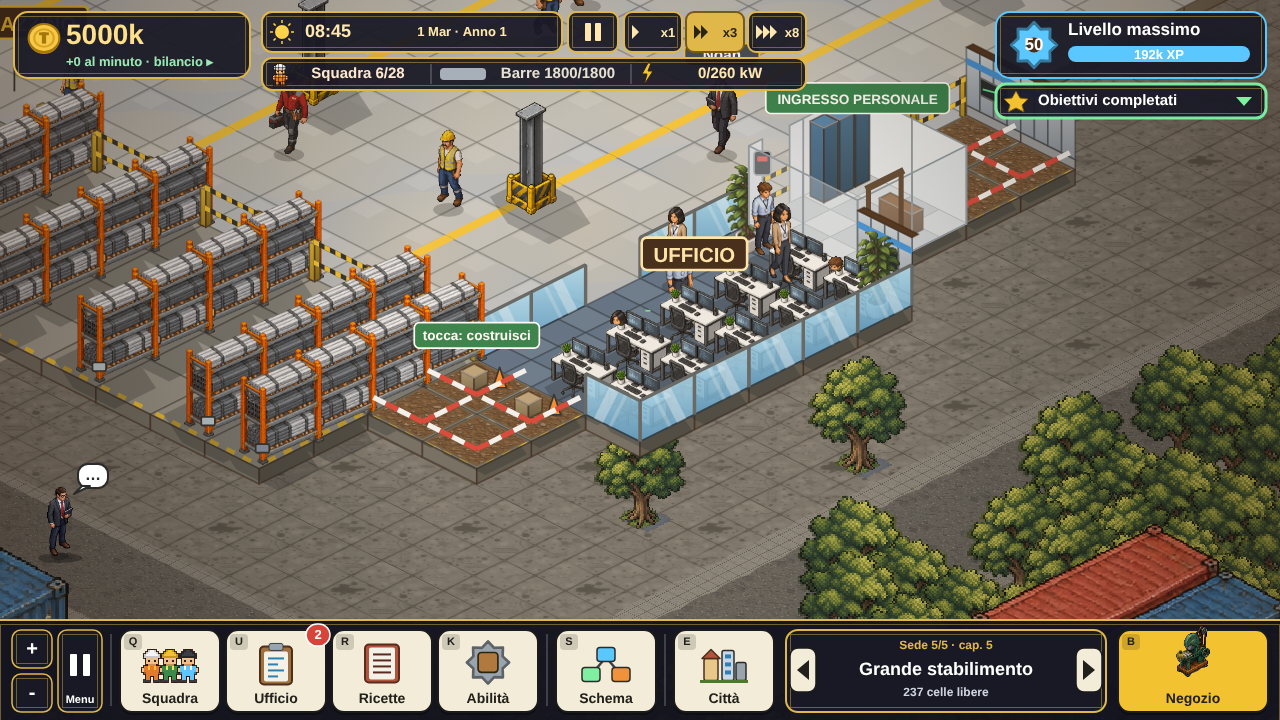 5000k
+0 al minuto · bilancio ▸
08:45
1 Mar · Anno 1
x1
x3
x8
Squadra 6/28
Barre 1800/1800
0/260 kW
50
Livello massimo
192k XP
Obiettivi completati
INGRESSO PERSONALE
UFFICIO
tocca: costruisci
...
+
-
Menu
Q
Squadra
U
2
Ufficio
R
Ricette
K
Abilità
S
Schema
E
Città
Sede 5/5 · cap. 5
Grande stabilimento
237 celle libere
B
Negozio